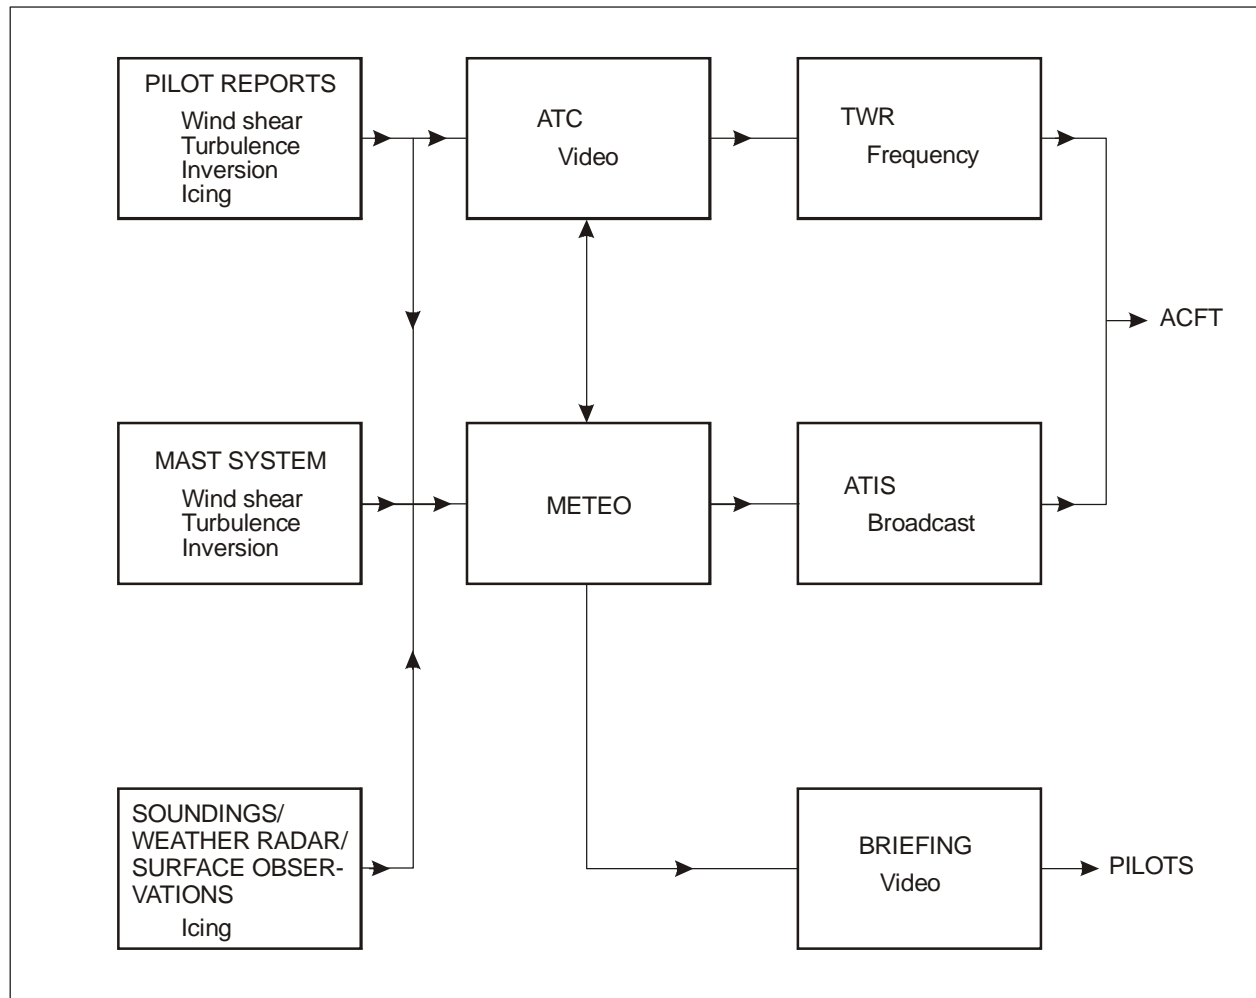 PILOT REPORTS
Wind shear
Turbulence
Inversion
Icing
ATC
Video
TWR
Frequency
ACFT
MAST SYSTEM
Wind shear
Turbulence
Inversion
METEO
ATIS
Broadcast
SOUNDINGS/
WEATHER RADAR/
SURFACE OBSER-
VATIONS
Icing
BRIEFING
Video
PILOTS